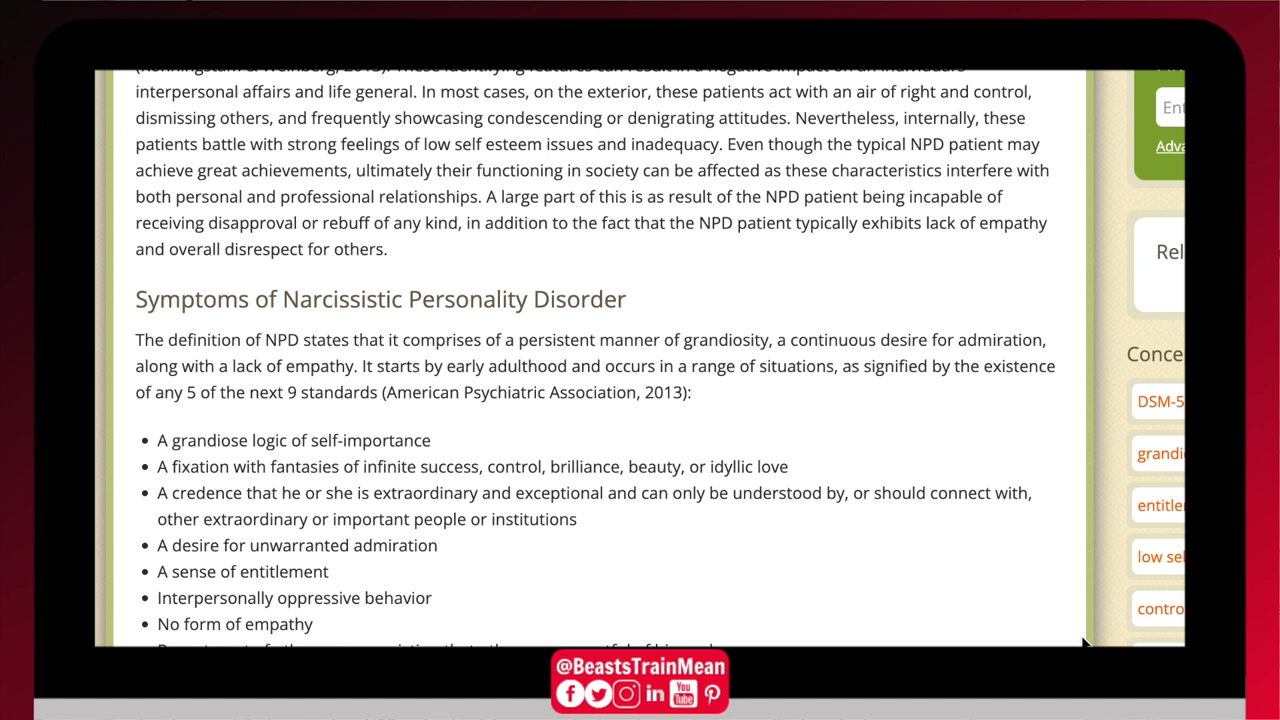 interpersonal affairs and life general. In most cases, on the exterior, these patients act with an air of right and control,
dismissing others, and frequently showcasing condescending or denigrating attitudes. Nevertheless, internally, these
patients battle with strong feelings of low self esteem issues and inadequacy. Even though the typical NPD patient may
achieve great achievements, ultimately their functioning in society can be affected as these characteristics interfere with
both personal and professional relationships. A large part of this is as result of the NPD patient being incapable of
receiving disapproval or rebuff of any kind, in addition to the fact that the NPD patient typically exhibits lack of empathy
and overall disrespect for others.
Symptoms of Narcissistic Personality Disorder
The definition of NPD states that it comprises of a persistent manner of grandiosity, a continuous desire for admiration,
along with a lack of empathy. It starts by early adulthood and occurs in a range of situations, as signified by the existence
of any 5 of the next 9 standards (American Psychiatric Association, 2013):
• A grandiose logic of self-importance
• A fixation with fantasies of infinite success, control, brilliance, beauty, or idyllic love
• A credence that he or she is extraordinary and exceptional and can only be understood by, or should connect with,
other extraordinary or important people or institutions
• A desire for unwarranted admiration
• A sense of entitlement
• Interpersonally oppressive behavior
• No form of empathy
Ent
Adva
Rel
Conce
DSM-5
grandi
entitle
low sel
contro
@BeastsTrainMean
in
You
Tube